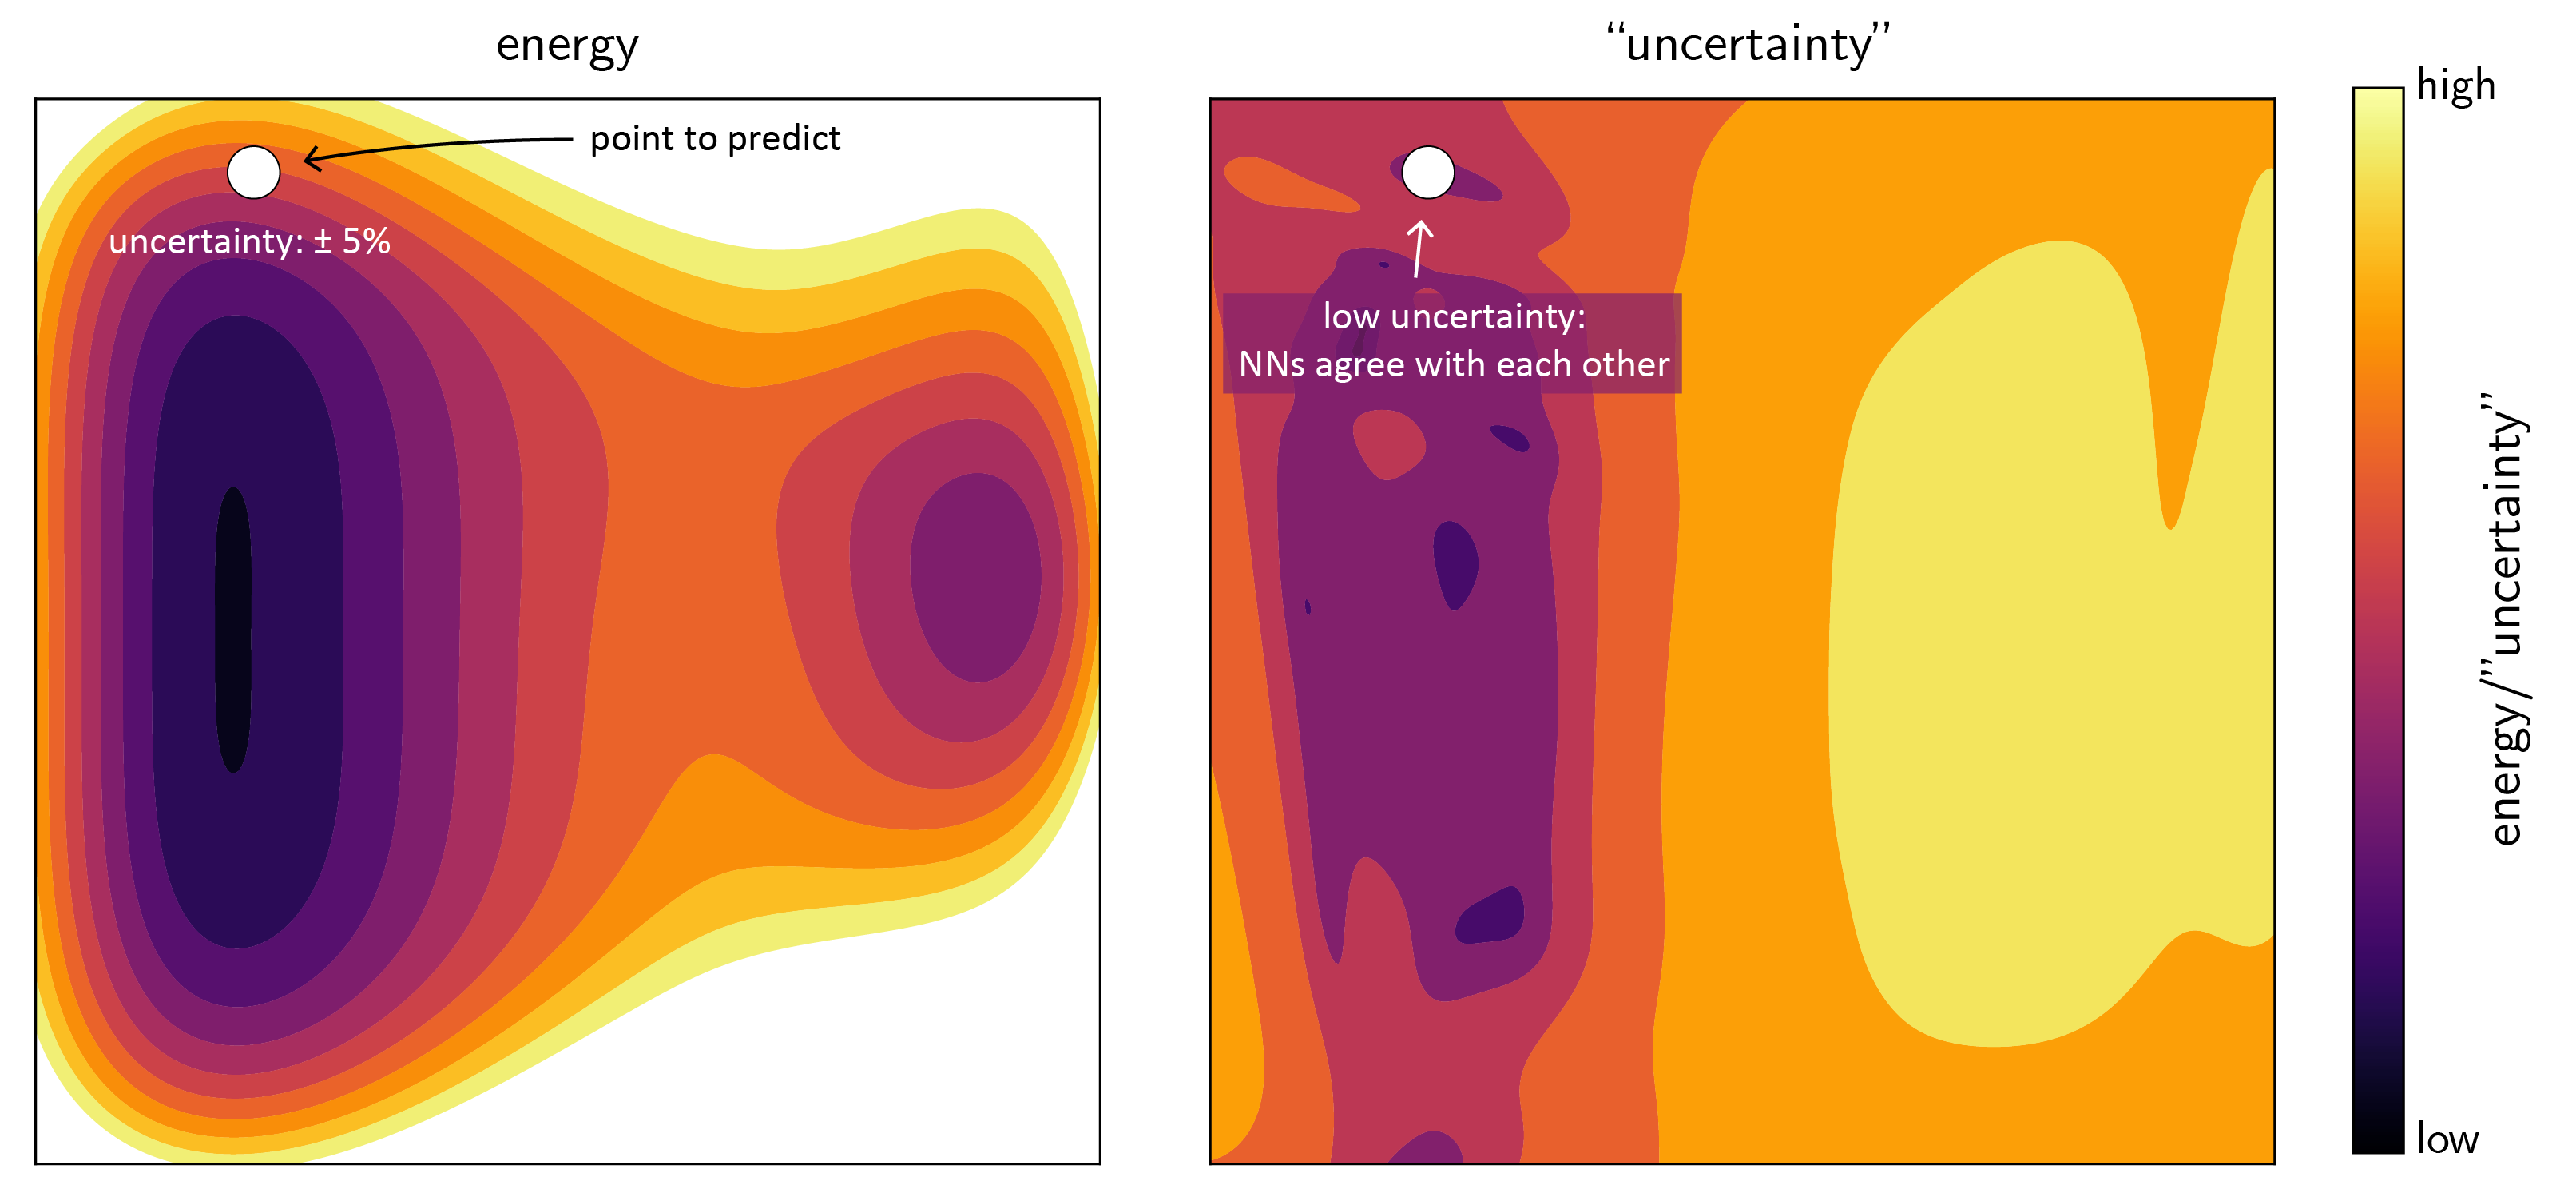 energy
“uncertainty”
high
point to predict
uncertainty: ± 5%
low uncertainty:
NNs agree with each other
energy/”uncertainty”
low